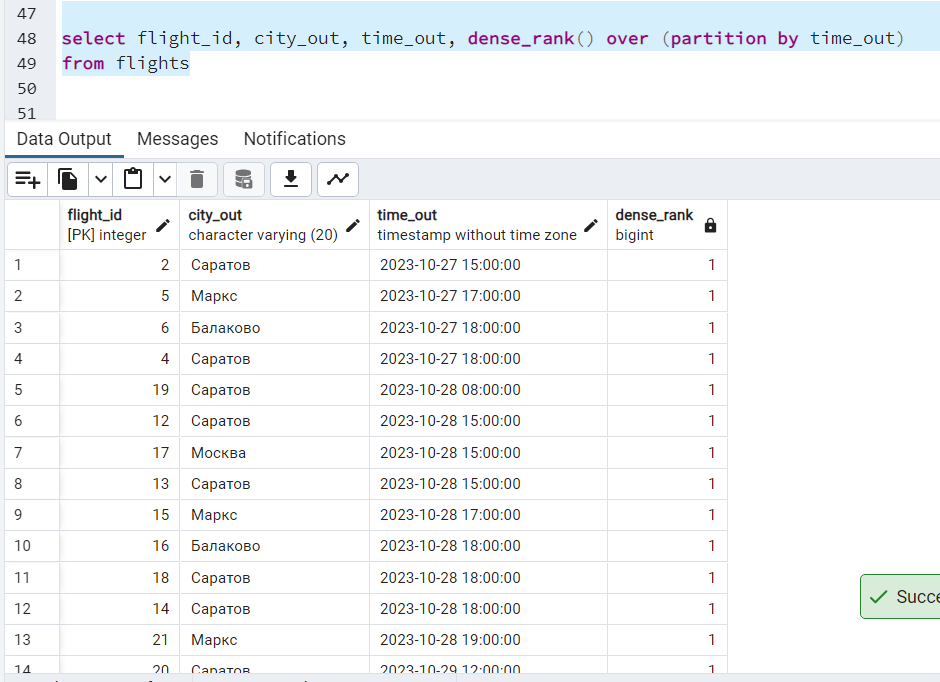 47
48 select flight_id, city_out, time_out, dense_rank() over (partition by time_out)
49 from flights
50
51
Data Output Messages Notifications
flight_id city_out time_out dense_rank
[PK] integer character varying (20) timestamp without time zone bigint
1 2 Саратов 2023-10-27 15:00:00 1
2 5 Маркс 2023-10-27 17:00:00 1
3 6 Балаково 2023-10-27 18:00:00 1
4 4 Саратов 2023-10-27 18:00:00 1
5 19 Саратов 2023-10-28 08:00:00 1
6 12 Саратов 2023-10-28 15:00:00 1
7 17 Москва 2023-10-28 15:00:00 1
8 13 Саратов 2023-10-28 15:00:00 1
9 15 Маркс 2023-10-28 17:00:00 1
10 16 Балаково 2023-10-28 18:00:00 1
11 18 Саратов 2023-10-28 18:00:00 1
12 14 Саратов 2023-10-28 18:00:00 1
13 21 Маркс 2023-10-28 19:00:00 1
14 20 Саратов 2023-10-29 12:00:00 1
Succe